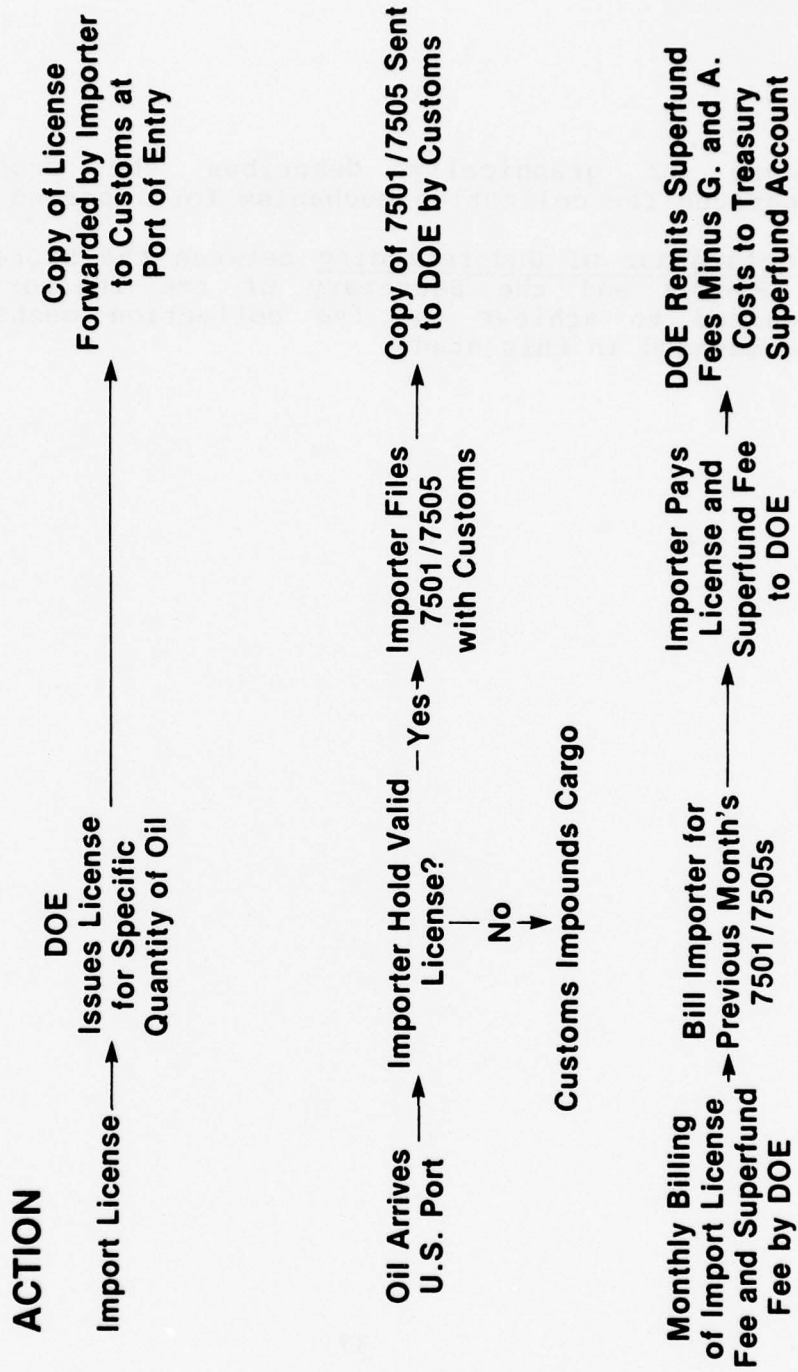 ACTION
Import License
DOE
Issues License
for Specific
Quantity of Oil
Copy of License
Forwarded by Importer
to Customs at
Port of Entry
Oil Arrives
U.S. Port
Importer Hold Valid
License?
Yes
No
Customs Impounds Cargo
Importer Files
7501/7505
with Customs
Copy of 7501/7505 Sent
to DOE by Customs
Monthly Billing
of Import License
Fee and Superfund
Fee by DOE
Bill Importer for
Previous Month's
7501/7505s
Importer Pays
License and
Superfund Fee
to DOE
DOE Remits Superfund
Fees Minus G. and A.
Costs to Treasury
Superfund Account